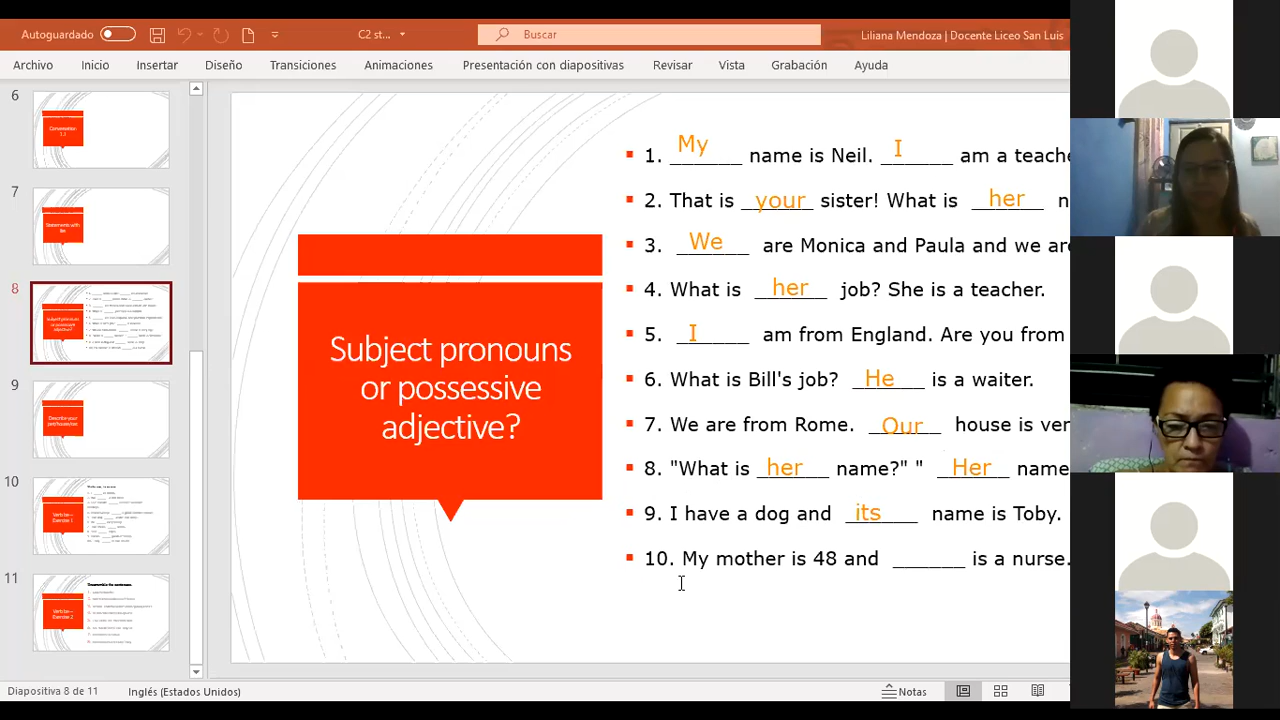 Autoguardado
C2 st...
Buscar
Liliana Mendoza | Docente Liceo San Luis
Archivo Inicio Insertar Diseño Transiciones Animaciones Presentación con diapositivas Revisar Vista Grabación Ayuda
6
7
8
9
10
11
Subject pronouns
or possessive
adjective?
1. My name is Neil. I am a teache
2. That is your sister! What is her n
3. We are Monica and Paula and we are
4. What is her job? She is a teacher.
5. I am from England. Are you from
6. What is Bill's job? He is a waiter.
7. We are from Rome. Our house is ver
8. "What is her name?" " Her name
9. I have a dog and its name is Toby.
10. My mother is 48 and _______ is a nurse.
Diapositiva 8 de 11 Inglés (Estados Unidos) Notas